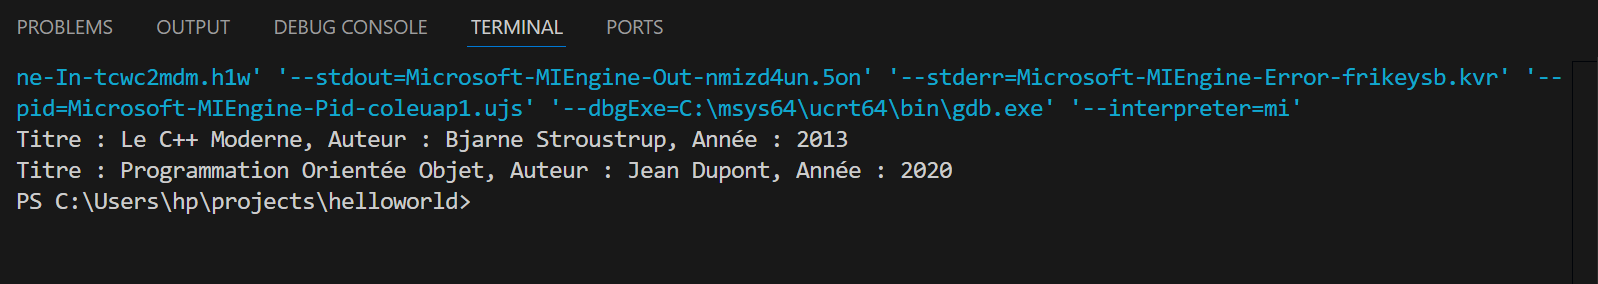 PROBLEMS OUTPUT DEBUG CONSOLE TERMINAL PORTS
ne-In-tcwc2mdm.h1w' '--stdout=Microsoft-MIEngine-Out-nmizd4un.5on' '--stderr=Microsoft-MIEngine-Error-frikeysb.kvr' '--
pid=Microsoft-MIEngine-Pid-coleuap1.ujs' '--dbgExe=C:\msys64\ucrt64\bin\gdb.exe' '--interpreter=mi'
Titre : Le C++ Moderne, Auteur : Bjarne Stroustrup, Année : 2013
Titre : Programmation Orientée Objet, Auteur : Jean Dupont, Année : 2020
PS C:\Users\hp\projects\helloworld>